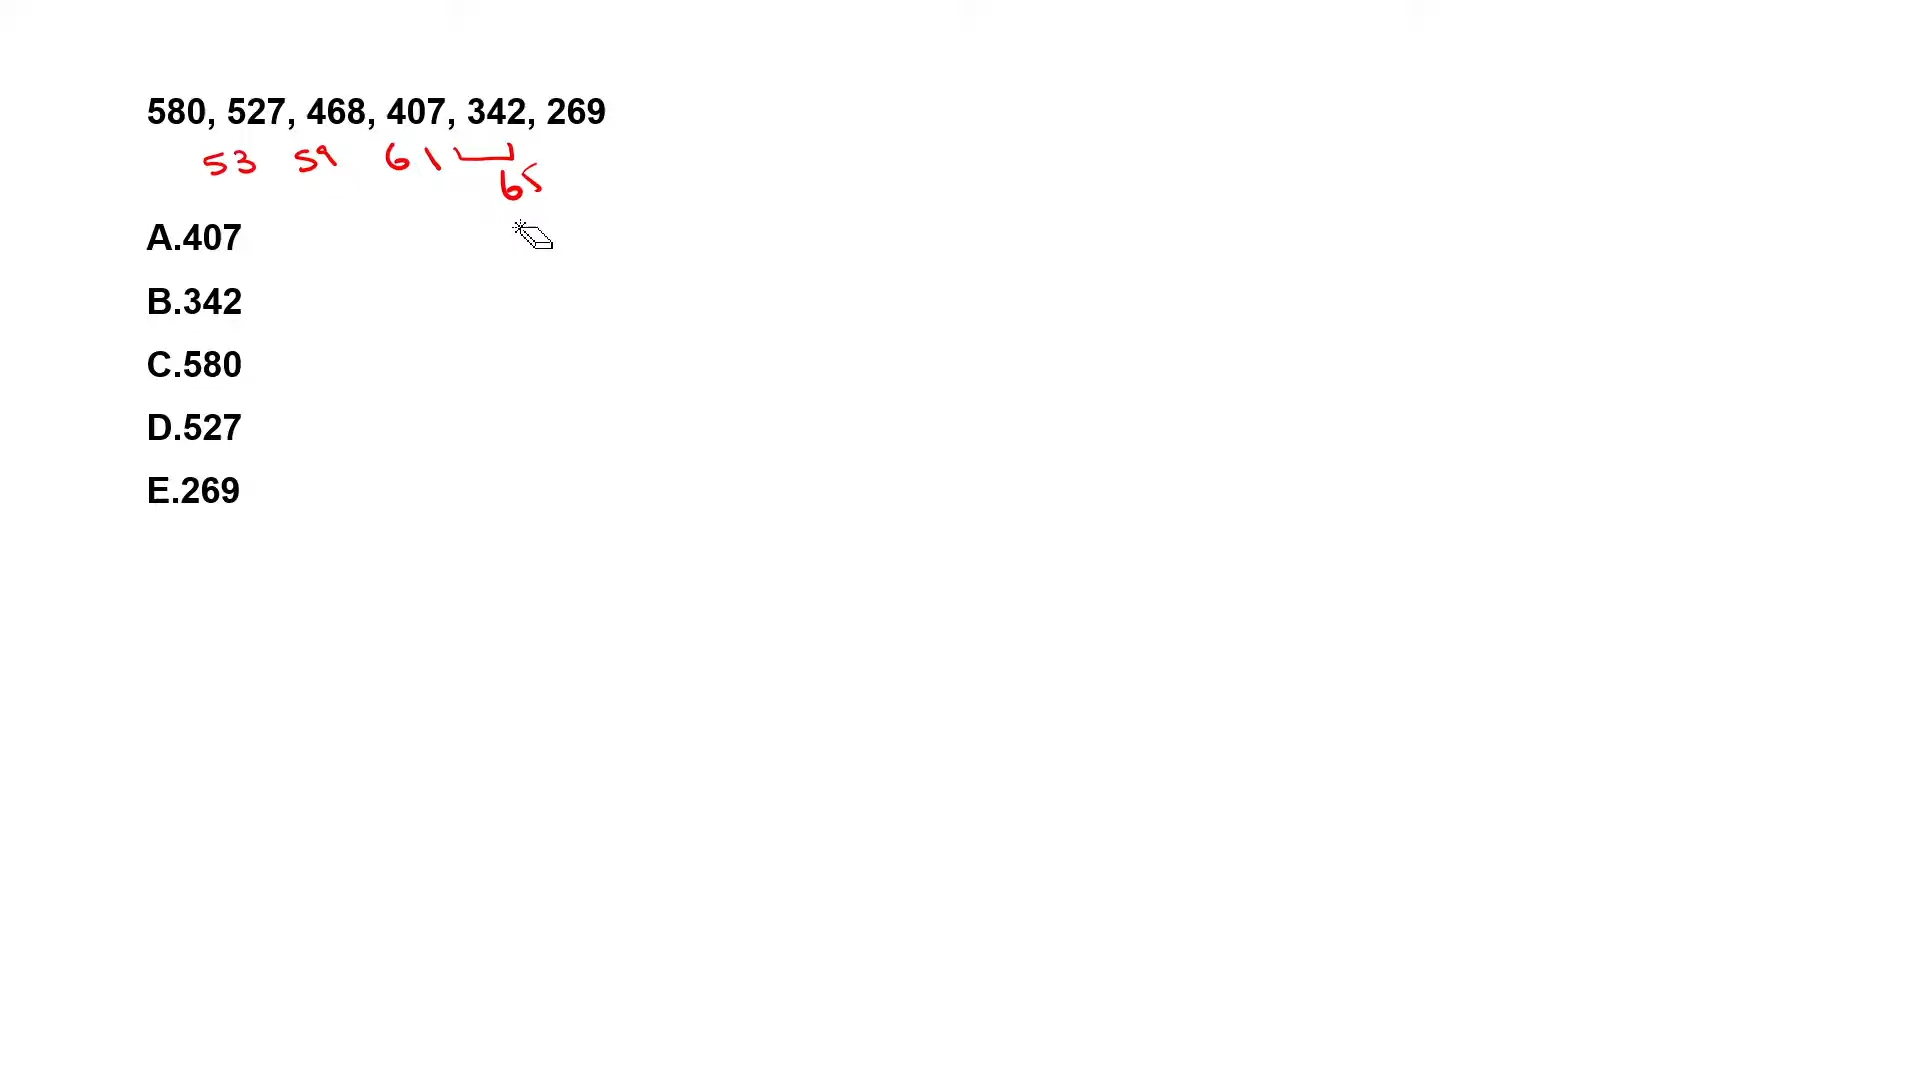 580, 527, 468, 407, 342, 269
53 59 61
65
A.407
B.342
C.580
D.527
E.269